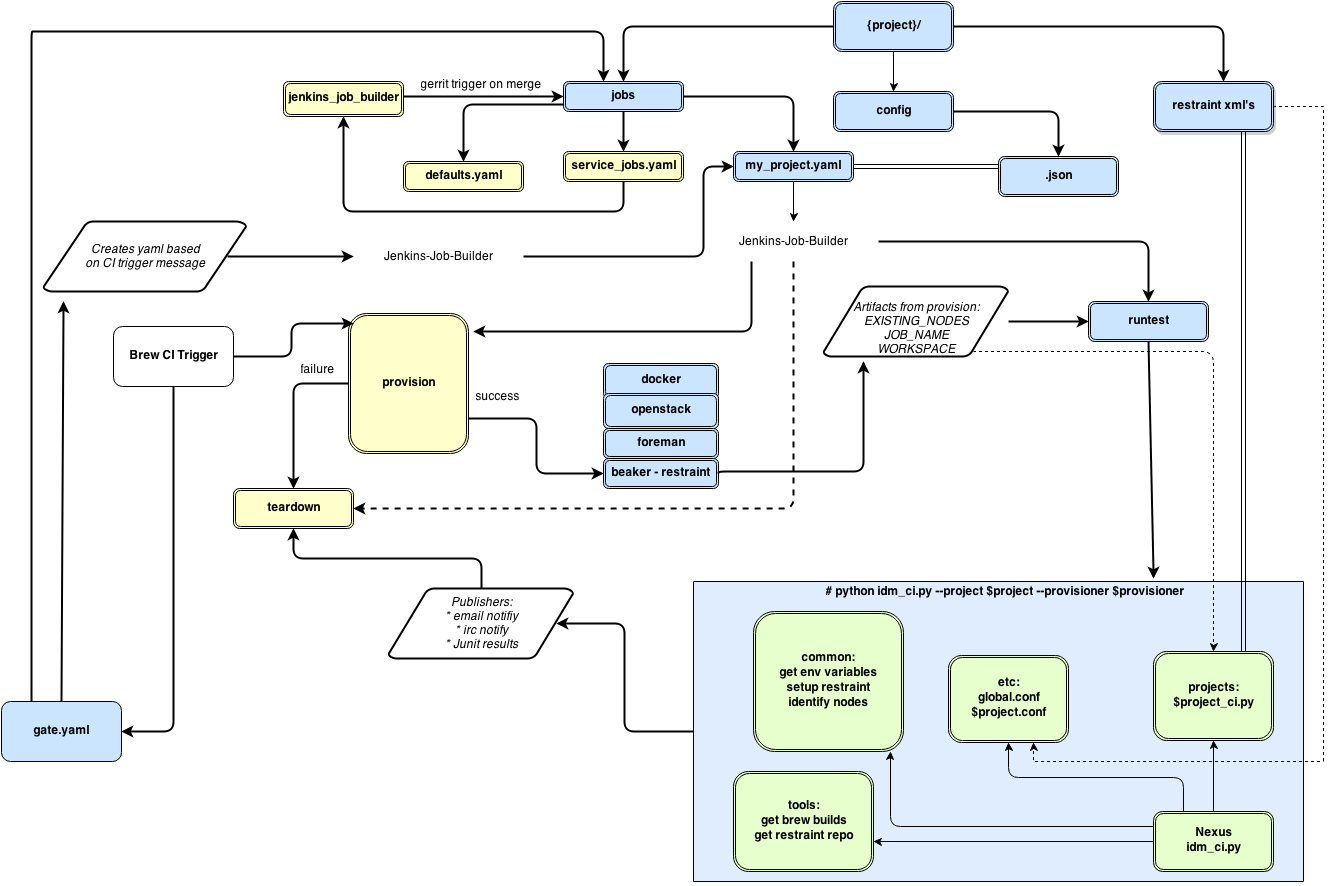 {project}/
jenkins_job_builder
gerrit trigger on merge
jobs
config
restraint xml's
defaults.yaml
service_jobs.yaml
my_project.yaml
.json
Creates yaml based
on CI trigger message
Jenkins-Job-Builder
Jenkins-Job-Builder
Artifacts from provision:
EXISTING_NODES
JOB_NAME
WORKSPACE
runtest
Brew CI Trigger
failure
provision
success
docker
openstack
foreman
beaker - restraint
teardown
Publishers:
* email notifiy
* irc notify
* Junit results
gate.yaml
# python idm_ci.py --project $project --provisioner $provisioner
common:
get env variables
setup restraint
identify nodes
etc:
global.conf
$project.conf
projects:
$project_ci.py
tools:
get brew builds
get restraint repo
Nexus
idm_ci.py